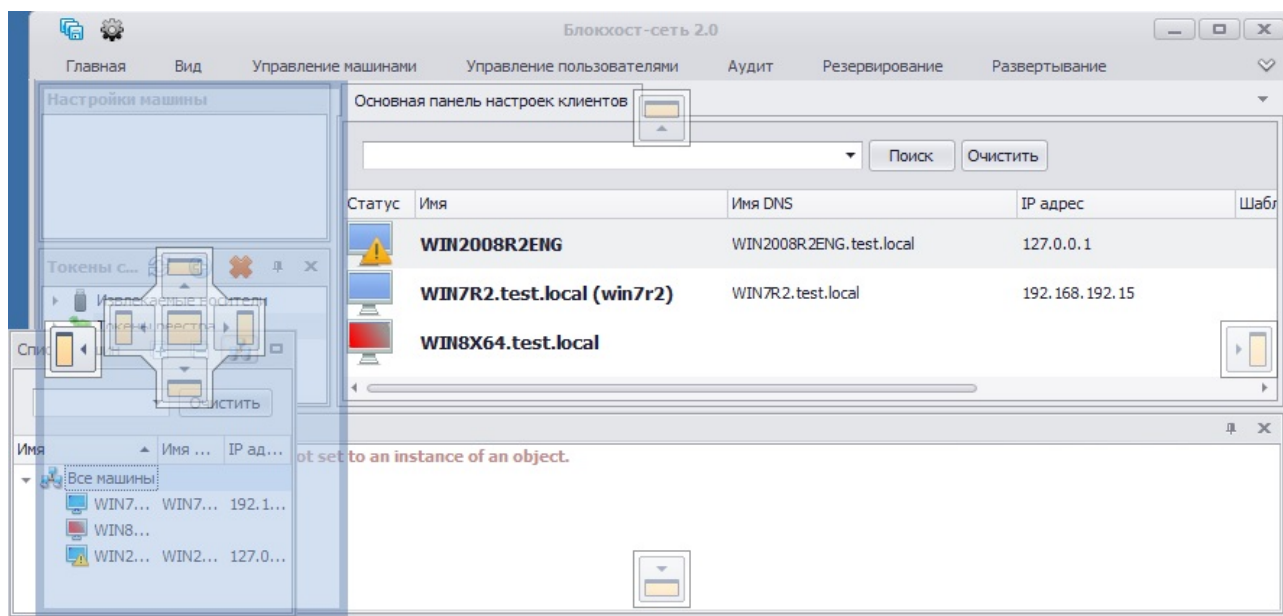 Блокхост-сеть 2.0
Главная Вид Управление машинами Управление пользователями Аудит Резервирование Развертывание
Настройки машины
Основная панель настроек клиентов
Поиск Очистить
Статус Имя Имя DNS IP адрес Шабл
WIN2008R2ENG WIN2008R2ENG.test.local 127.0.0.1
WIN7R2.test.local (win7r2) WIN7R2.test.local 192.168.192.15
WIN8X64.test.local
Токены с...
Извлекаемые носители
Токены реестра
Очистить
Имя Имя ... IP ад...
ot set to an instance of an object.
Все машины
WIN7... WIN7... 192.1...
WIN8...
WIN2... WIN2... 127.0...